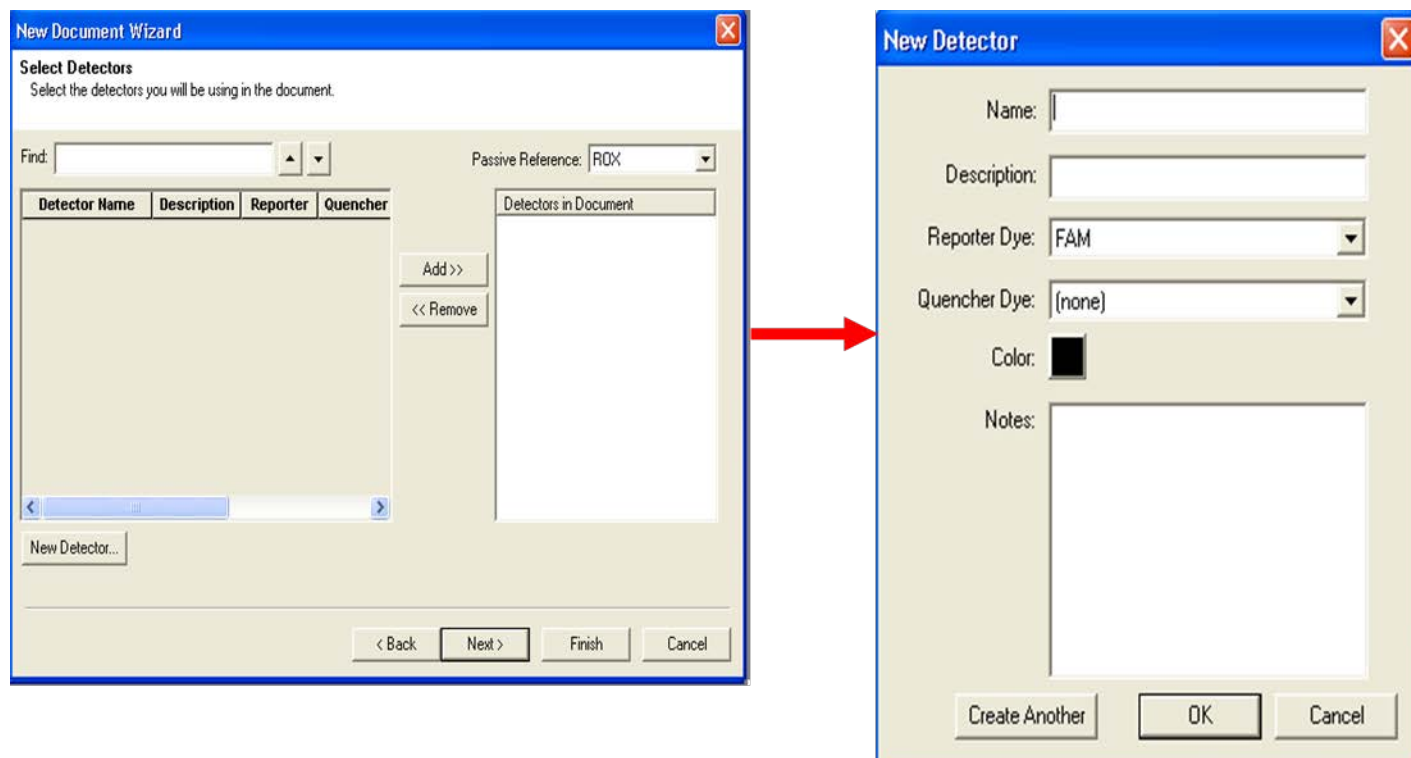 New Document Wizard
Select Detectors
Select the detectors you will be using in the document.
Find:
Passive Reference: ROX
Detector Name Description Reporter Quencher
Detectors in Document
Add >>
<< Remove
New Detector...
< Back Next > Finish Cancel
New Detector
Name:
Description:
Reporter Dye: FAM
Quencher Dye: (none)
Color:
Notes:
Create Another OK Cancel